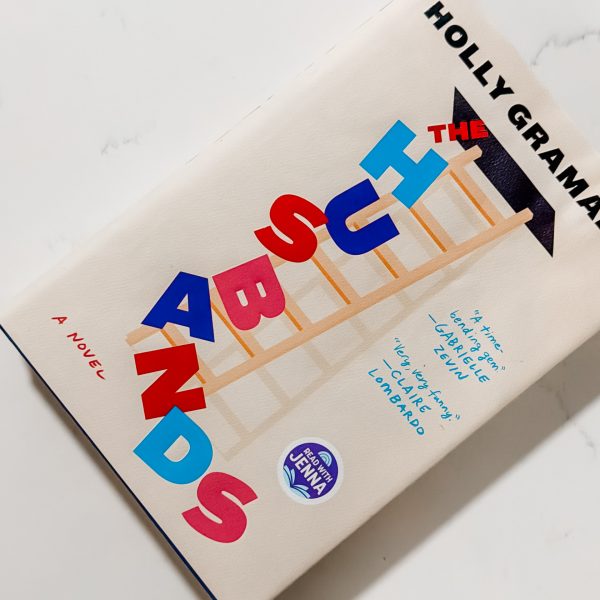 HOLLY GRAMA
THE
HUSBANDS
A NOVEL
"A time-
bending gem"
—GABRIELLE
ZEVIN
"Very, very funny."
—CLAIRE
LOMBARDO
READ WITH
JENNA